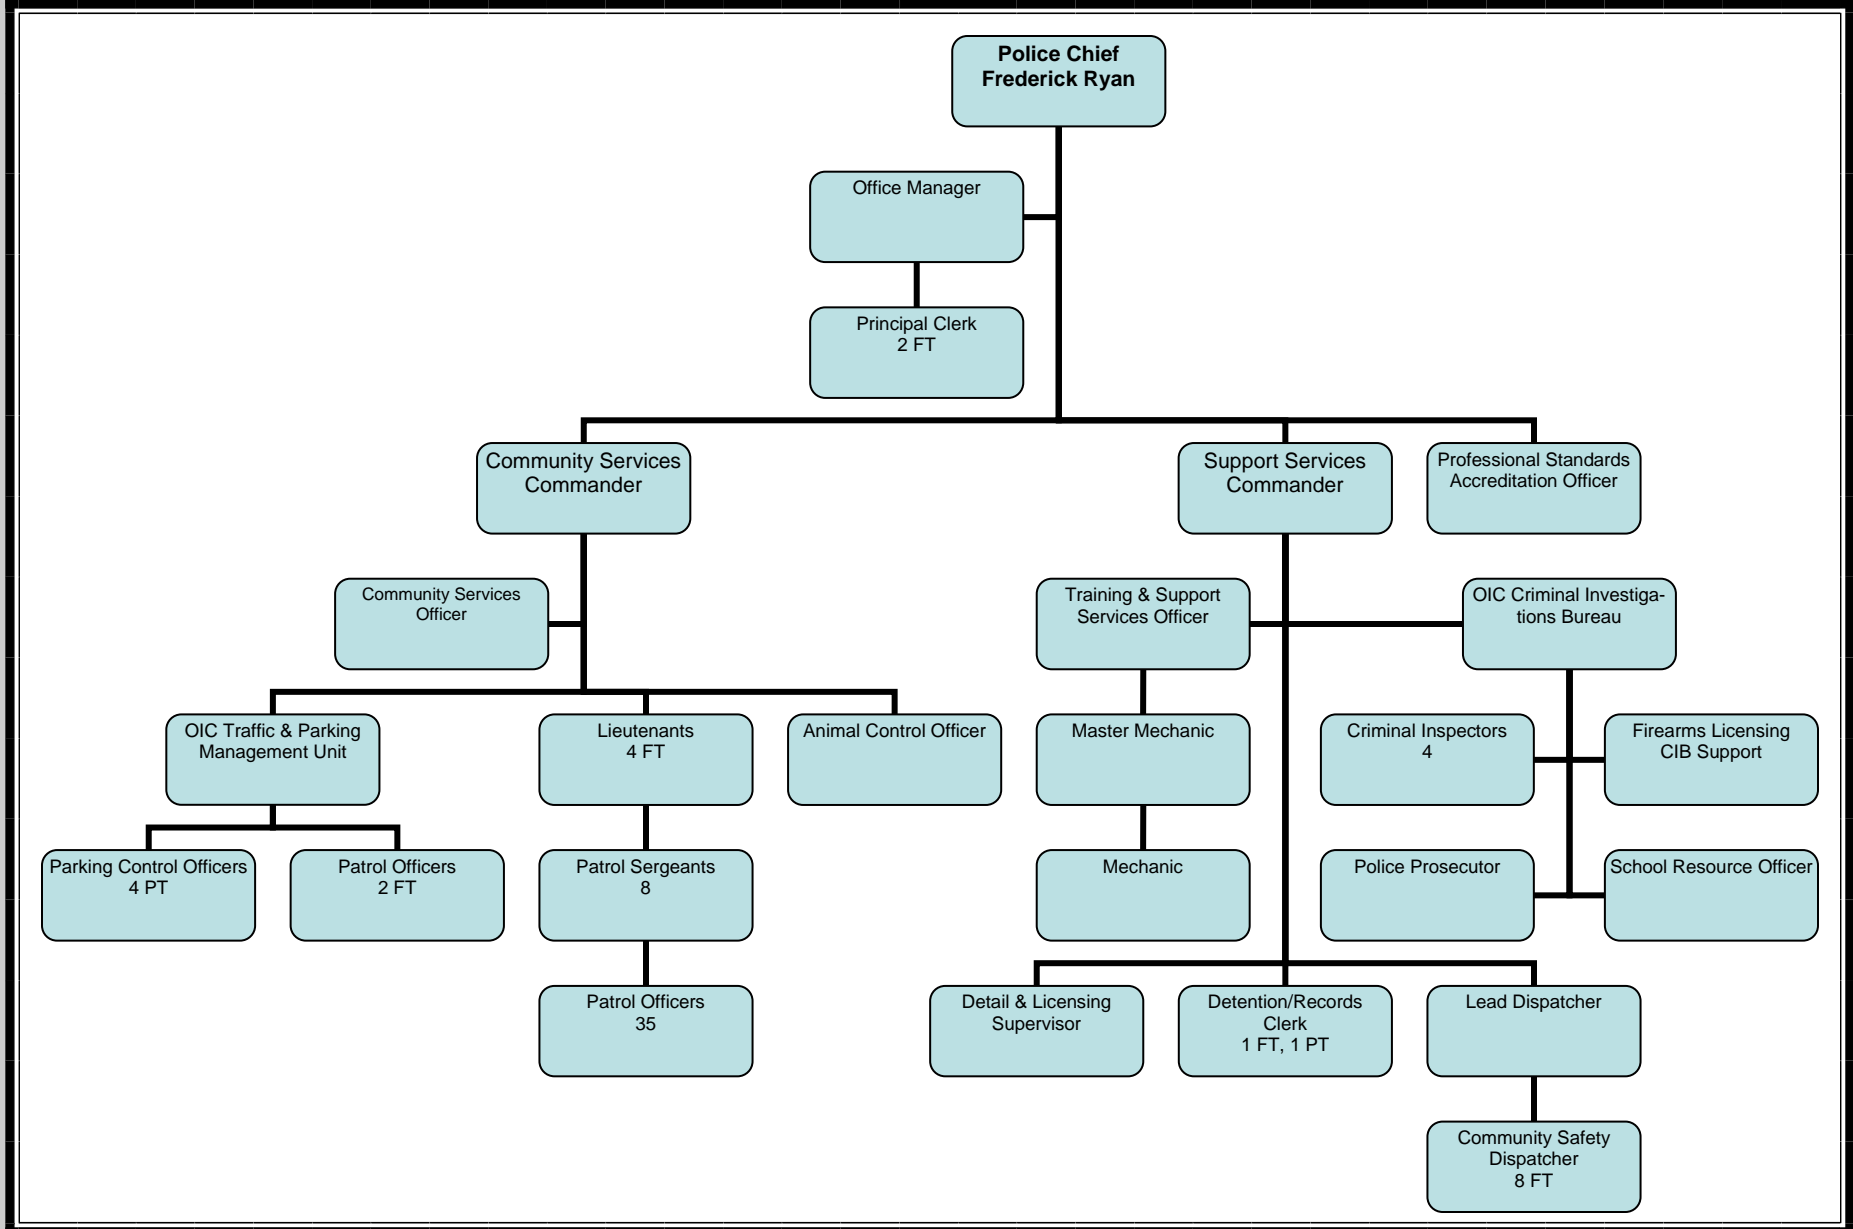 Police Chief
Frederick Ryan
Office Manager
Principal Clerk
2 FT
Community Services
Commander
Support Services
Commander
Professional Standards
Accreditation Officer
Community Services
Officer
Training & Support
Services Officer
OIC Criminal Investiga-
tions Bureau
OIC Traffic & Parking
Management Unit
Lieutenants
4 FT
Animal Control Officer
Master Mechanic
Criminal Inspectors
4
Firearms Licensing
CIB Support
Parking Control Officers
4 PT
Patrol Officers
2 FT
Patrol Sergeants
8
Mechanic
Police Prosecutor
School Resource Officer
Patrol Officers
35
Detail & Licensing
Supervisor
Detention/Records
Clerk
1 FT, 1 PT
Lead Dispatcher
Community Safety
Dispatcher
8 FT